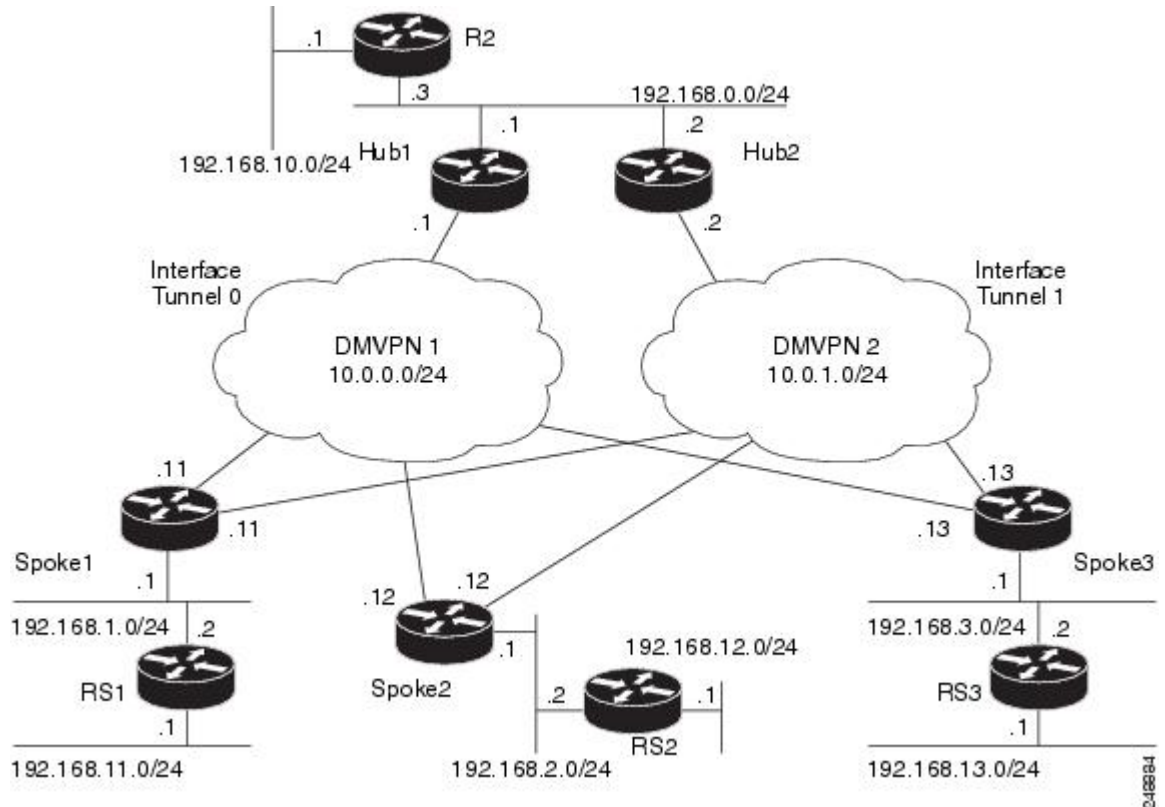 .1
R2
.3
192.168.0.0/24
.1
.2
192.168.10.0/24
Hub1
Hub2
.1
.2
Interface
Tunnel 0
Interface
Tunnel 1
DMVPN 1
10.0.0.0/24
DMVPN 2
10.0.1.0/24
.11
.11
.13
.13
Spoke1
Spoke3
.1
.12
.12
.1
192.168.1.0/24
.2
.1
192.168.12.0/24
192.168.3.0/24
.2
RS1
Spoke2
.2
.1
RS3
.1
RS2
.1
192.168.11.0/24
192.168.2.0/24
192.168.13.0/24
248884